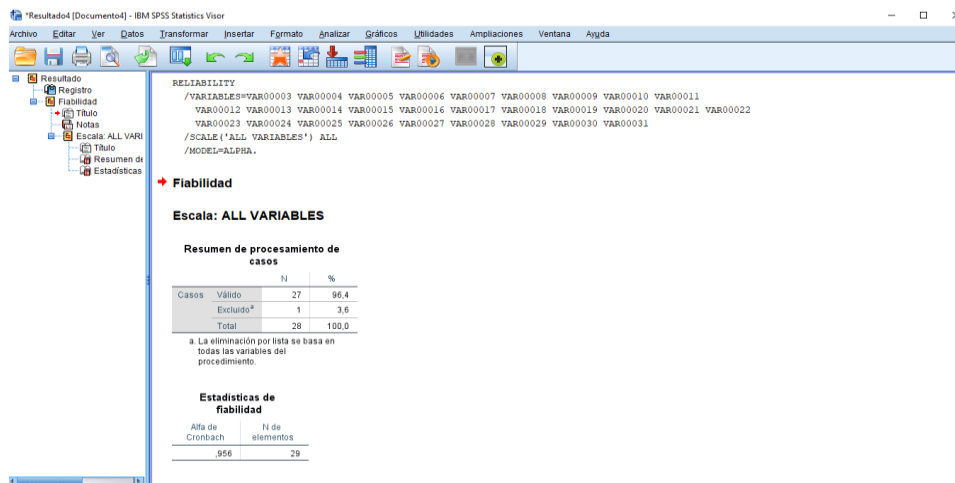 *Resultado4 [Documento4] - IBM SPSS Statistics Visor
Archivo Editar Ver Datos Transformar Insertar Formato Analizar Gráficos Utilidades Ampliaciones Ventana Ayuda
Resultado
Registro
Fiabilidad
Título
Notas
Escala: ALL VARI
Título
Resumen de
Estadísticas
RELIABILITY
/VARIABLES=VAR00003 VAR00004 VAR00005 VAR00006 VAR00007 VAR00008 VAR00009 VAR00010 VAR00011
VAR00012 VAR00013 VAR00014 VAR00015 VAR00016 VAR00017 VAR00018 VAR00019 VAR00020 VAR00021 VAR00022
VAR00023 VAR00024 VAR00025 VAR00026 VAR00027 VAR00028 VAR00029 VAR00030 VAR00031
/SCALE('ALL VARIABLES') ALL
/MODEL=ALPHA.
Fiabilidad
Escala: ALL VARIABLES
Resumen de procesamiento de
casos
N %
Casos Válido 27 96,4
Excluidoa 1 3,6
Total 28 100,0
a. La eliminación por lista se basa en
todas las variables del
procedimiento.
Estadísticas de
fiabilidad
Alfa de N de
Cronbach elementos
,956 29